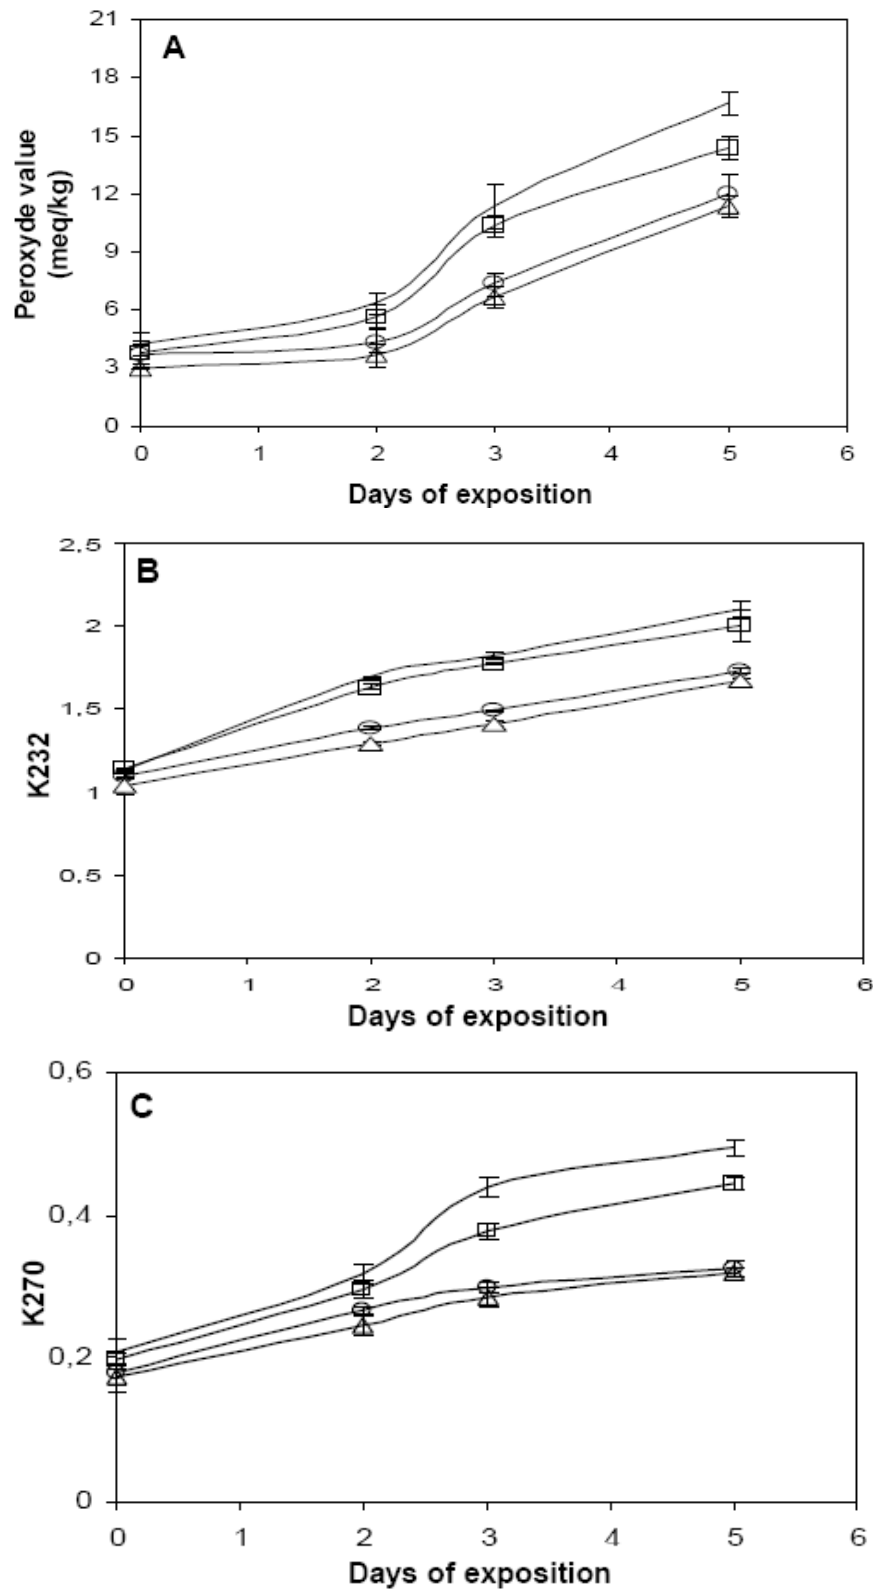 21
A
18
15
12
9
6
3
0
Peroxyde value
(meq/kg)
0 1 2 3 4 5 6
Days of exposition
2,5
B
2
1.5
1
0,5
0
K232
0 1 2 3 4 5 6
Days of exposition
0,6
C
0,4
0,2
0
K270
0 1 2 3 4 5 6
Days of exposition